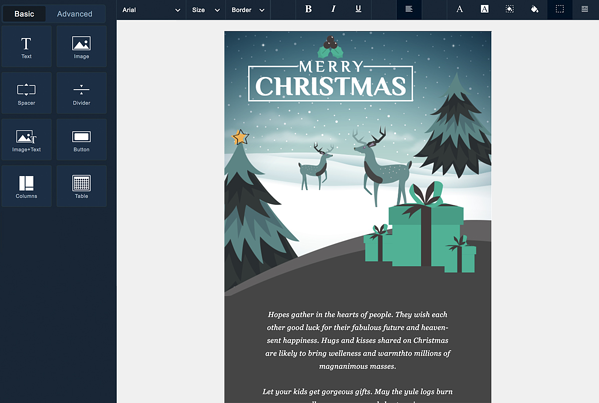 Basic Advanced
Arial Size Border B I U A A
Text Image
Spacer Divider
Image+Text Button
Columns Table
MERRY
CHRISTMAS
Hopes gather in the hearts of people. They wish each
other good luck for their fabulous future and heaven-
sent happiness. Hugs and kisses shared on Christmas
are likely to bring welleness and warmthto millions of
magnanimous masses.
Let your kids get gorgeous gifts. May the yule logs burn